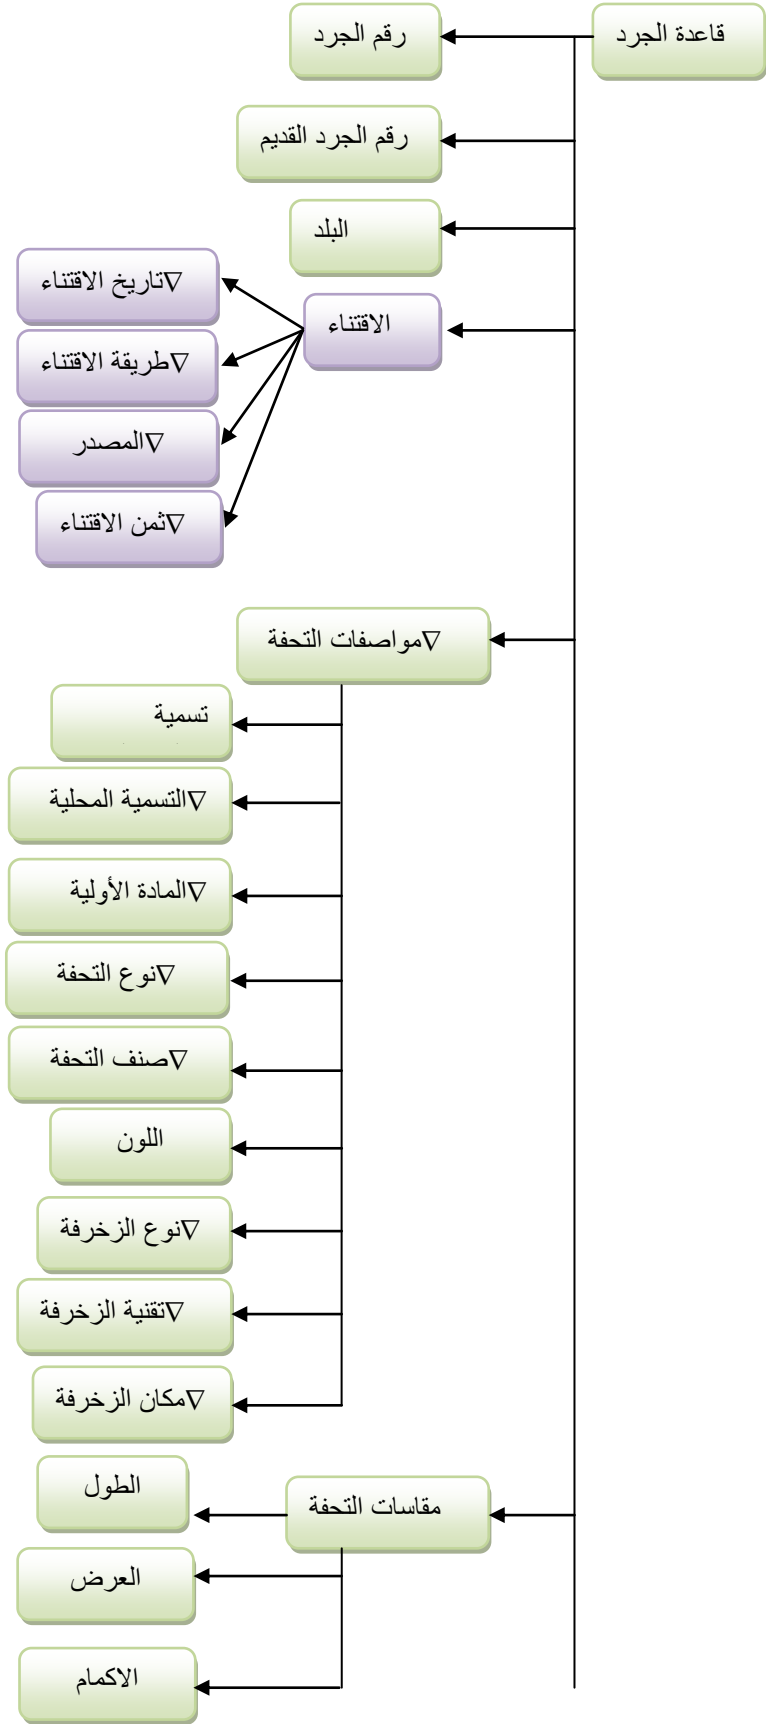 قاعدة الجرد
رقم الجرد
رقم الجرد القديم
البلد
الاقتناء
∇تاريخ الاقتناء
∇طريقة الاقتناء
∇المصدر
∇ثمن الاقتناء
∇مواصفات التحفة
تسمية
∇التسمية المحلية
∇المادة الأولية
∇نوع التحفة
∇صنف التحفة
اللون
∇نوع الزخرفة
∇تقنية الزخرفة
∇مكان الزخرفة
مقاسات التحفة
الطول
العرض
الاكمام